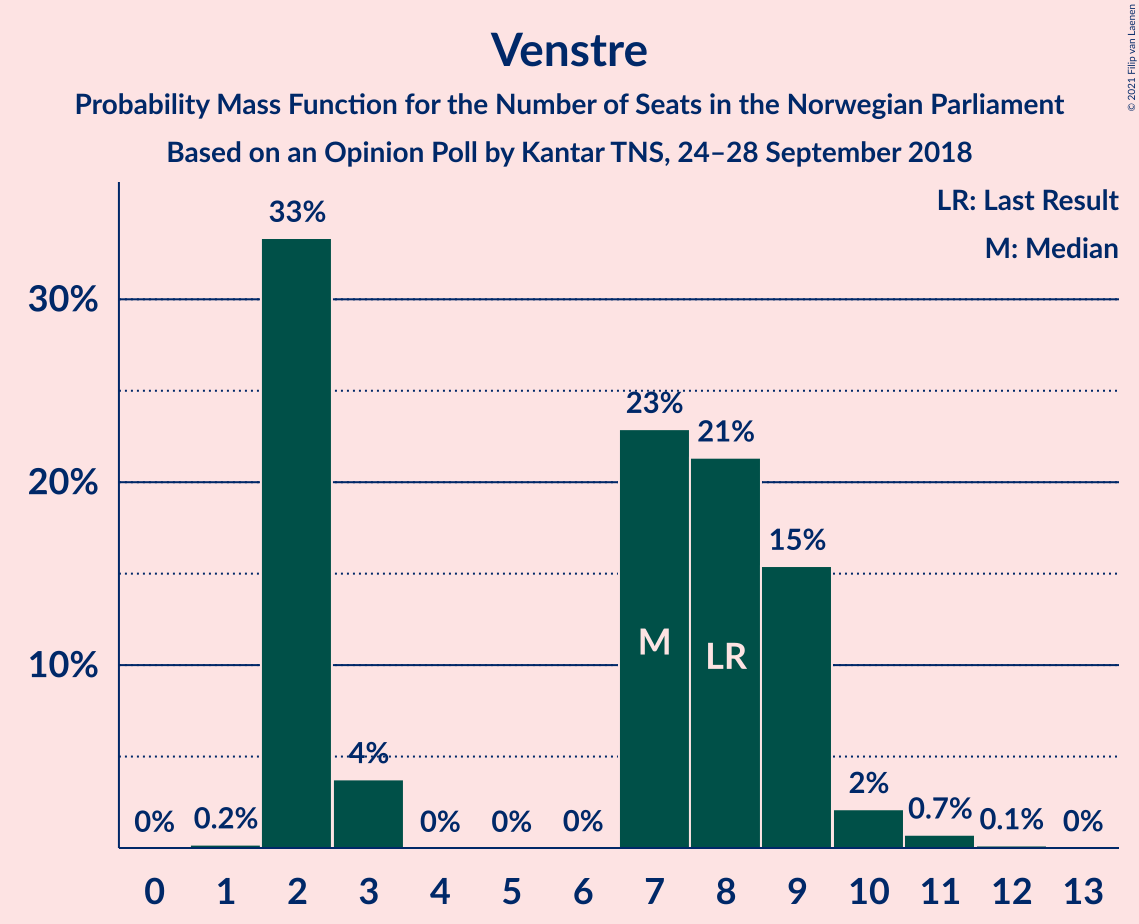 Venstre
Probability Mass Function for the Number of Seats in the Norwegian Parliament
Based on an Opinion Poll by Kantar TNS, 24–28 September 2018
© 2021 Filip van Laenen
LR: Last Result
M: Median
33%
30%
23%
21%
20%
15%
M
LR
10%
4%
2%
0%
0.2%
0%
0%
0%
0.7%
0.1%
0%
0 1 2 3 4 5 6 7 8 9 10 11 12 13